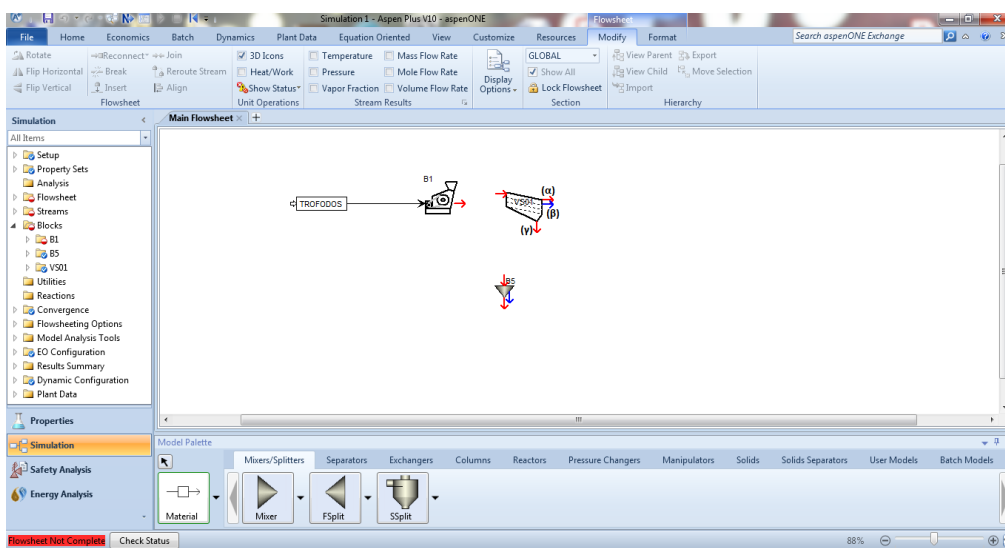 Simulation 1 - Aspen Plus V10 - aspenONE
Flowsheet
File Home Economics Batch Dynamics Plant Data Equation Oriented View Customize Resources Modify Format Search aspenONE Exchange
Rotate Reconnect Join 3D Icons Temperature Mass Flow Rate GLOBAL View Parent Export
Flip Horizontal Break Reroute Stream Heat/Work Pressure Mole Flow Rate Display Show All View Child Move Selection
Flip Vertical Insert Align Show Status Vapor Fraction Volume Flow Rate Options Lock Flowsheet Import
Flowsheet Unit Operations Stream Results Section Hierarchy
Simulation Main Flowsheet
All Items
Setup
Property Sets
Analysis
Flowsheet
Streams
Blocks
B1
B5
VS01
Utilities
Reactions
Convergence
Flowsheeting Options
Model Analysis Tools
EO Configuration
Results Summary
Dynamic Configuration
Plant Data
B1
TROFODOS
VS01
(α)
(β)
(γ)
B5
Properties
Simulation
Safety Analysis
Energy Analysis
Model Palette
Mixers/Splitters Separators Exchangers Columns Reactors Pressure Changers Manipulators Solids Solids Separators User Models Batch Models
Material Mixer FSplit SSplit
Flowsheet Not Complete Check Status 88%